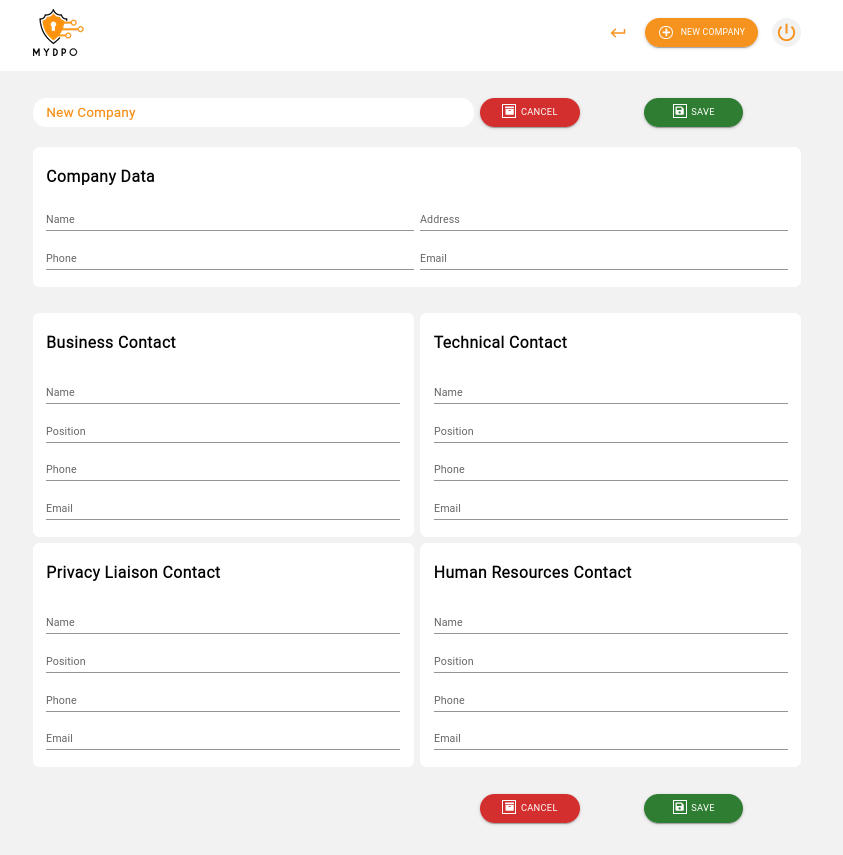 MYDPO
NEW COMPANY
New Company
CANCEL
SAVE
Company Data
Name
Address
Phone
Email
Business Contact
Name
Position
Phone
Email
Technical Contact
Name
Position
Phone
Email
Privacy Liaison Contact
Name
Position
Phone
Email
Human Resources Contact
Name
Position
Phone
Email
CANCEL
SAVE